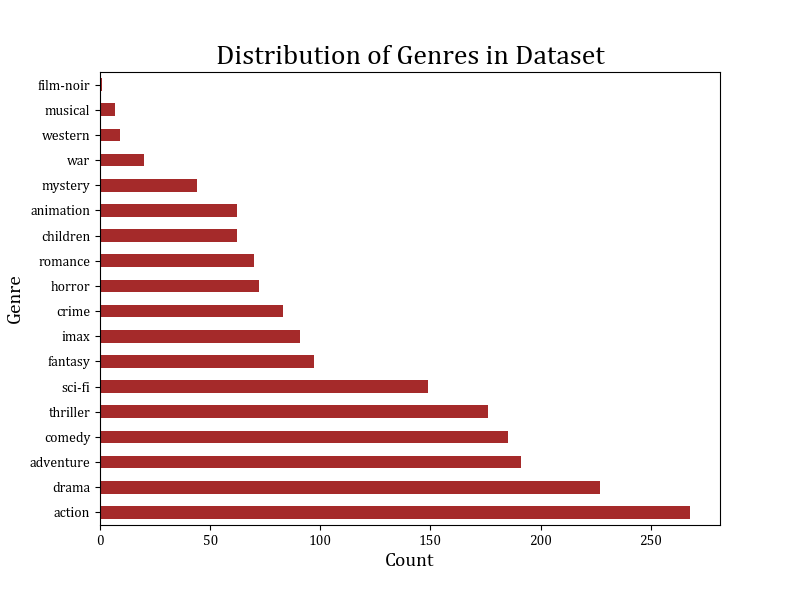 Distribution of Genres in Dataset
film-noir
musical
western
war
mystery
animation
children
romance
horror
crime
imax
fantasy
sci-fi
thriller
comedy
adventure
drama
action
Genre
0 50 100 150 200 250
Count